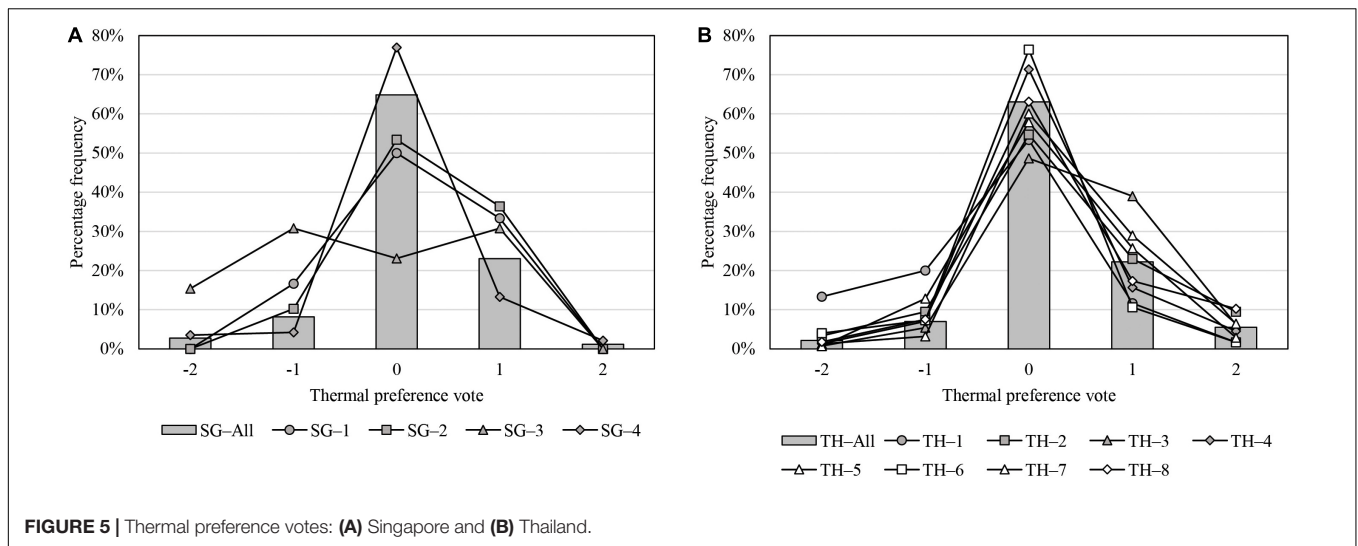 A
80%
70%
60%
50%
40%
30%
20%
10%
0%
Percentage frequency
-2 -1 0 1 2
Thermal preference vote
SG–All SG–1 SG–2 SG–3 SG–4
B
80%
70%
60%
50%
40%
30%
20%
10%
0%
Percentage frequency
-2 -1 0 1 2
Thermal preference vote
TH–All TH–1 TH–2 TH–3 TH–4
TH–5 TH–6 TH–7 TH–8
FIGURE 5 | Thermal preference votes: (A) Singapore and (B) Thailand.